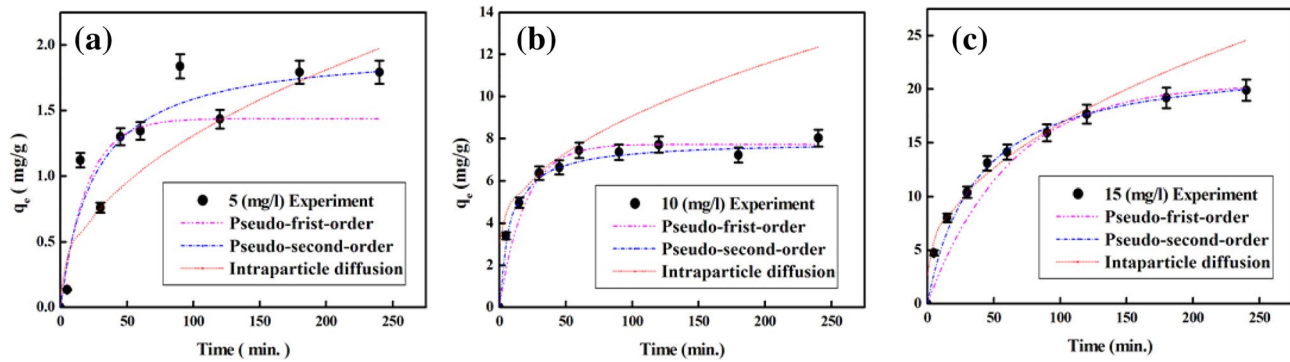 (a)
2.0
1.5
1.0
0.5
0.0
q_e ( mg/g)
5 (mg/l) Experiment
Pseudo-frist-order
Pseudo-second-order
Intraparticle diffusion
0 50 100 150 200 250
Time ( min. )
(b)
14
12
10
8
6
4
2
0
q_e (mg/g)
10 (mg/l) Experiment
Pseudo-frist-order
Pseudo-second-order
Intraparticle diffusion
0 50 100 150 200 250
Time (min.)
(c)
25
20
15
10
5
0
q_e (mg/g)
15 (mg/l) Experiment
Pseudo-frist-order
Pseudo-second-order
Intaparticle diffusion
0 50 100 150 200 250
Time (min.)